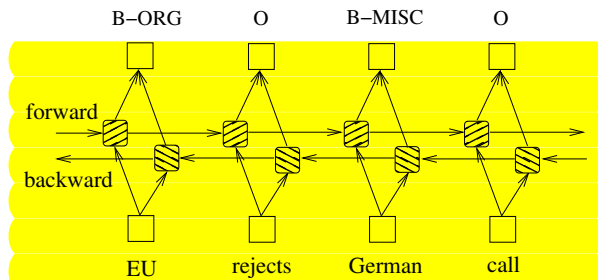 B−ORG O B−MISC O
forward
backward
EU rejects German call